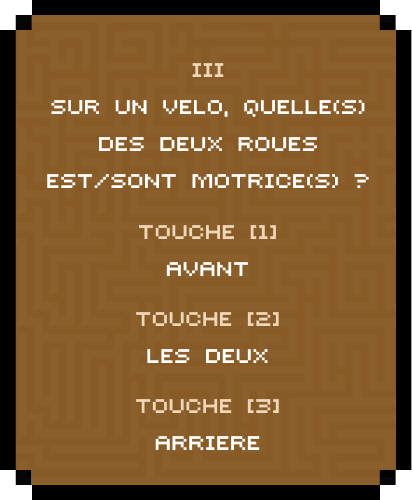 III
SUR UN VELO, QUELLE(S)
DES DEUX ROUES
EST/SONT MOTRICE(S) ?
TOUCHE [1]
AVANT
TOUCHE [2]
LES DEUX
TOUCHE [3]
ARRIERE